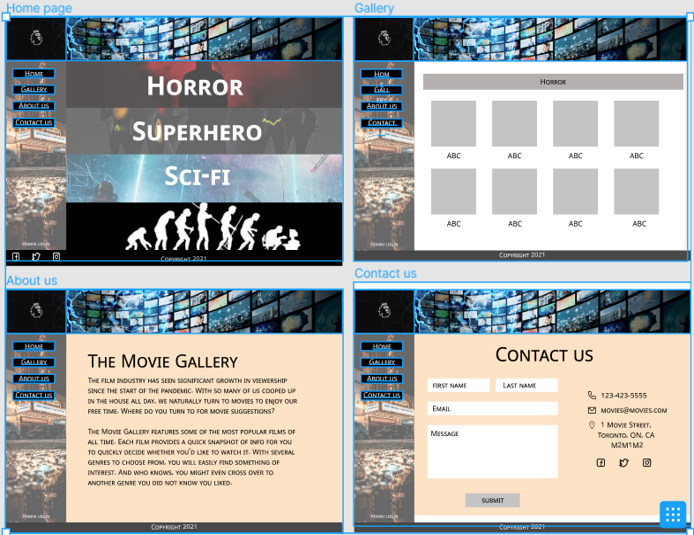 Home page
Home
Gallery
About us
Contact us
Horror
Superhero
Sci-fi
Admin login
Copyright 2021
Gallery
Hom
Gall
ery
About us
Contact
Horror
ABC ABC ABC ABC
ABC ABC ABC ABC
Admin login
Copyright 2021
About us
Home
Gallery
About us
Contact us
The Movie Gallery
The film industry has seen significant growth in viewership
since the start of the pandemic. With so many of us cooped up
in the house all day, we naturally turn to movies to enjoy our
free time. Where do you turn to for movie suggestions?
The Movie Gallery features some of the most popular films of
all time. Each film provides a quick snapshot of info for you
to quickly decide whether you'd like to watch it. With several
genres to choose from, you will easily find something of
interest. And who knows, you might even cross over to
another genre you did not know you liked.
Admin login
Copyright 2021
Contact us
Home
Gallery
About us
Contact us
Contact us
first name
Last name
Email
Message
submit
123-423-5555
movies@movies.com
1 Movie Street,
Toronto, ON, CA
M2M1M2
Admin login
Copyright 2021